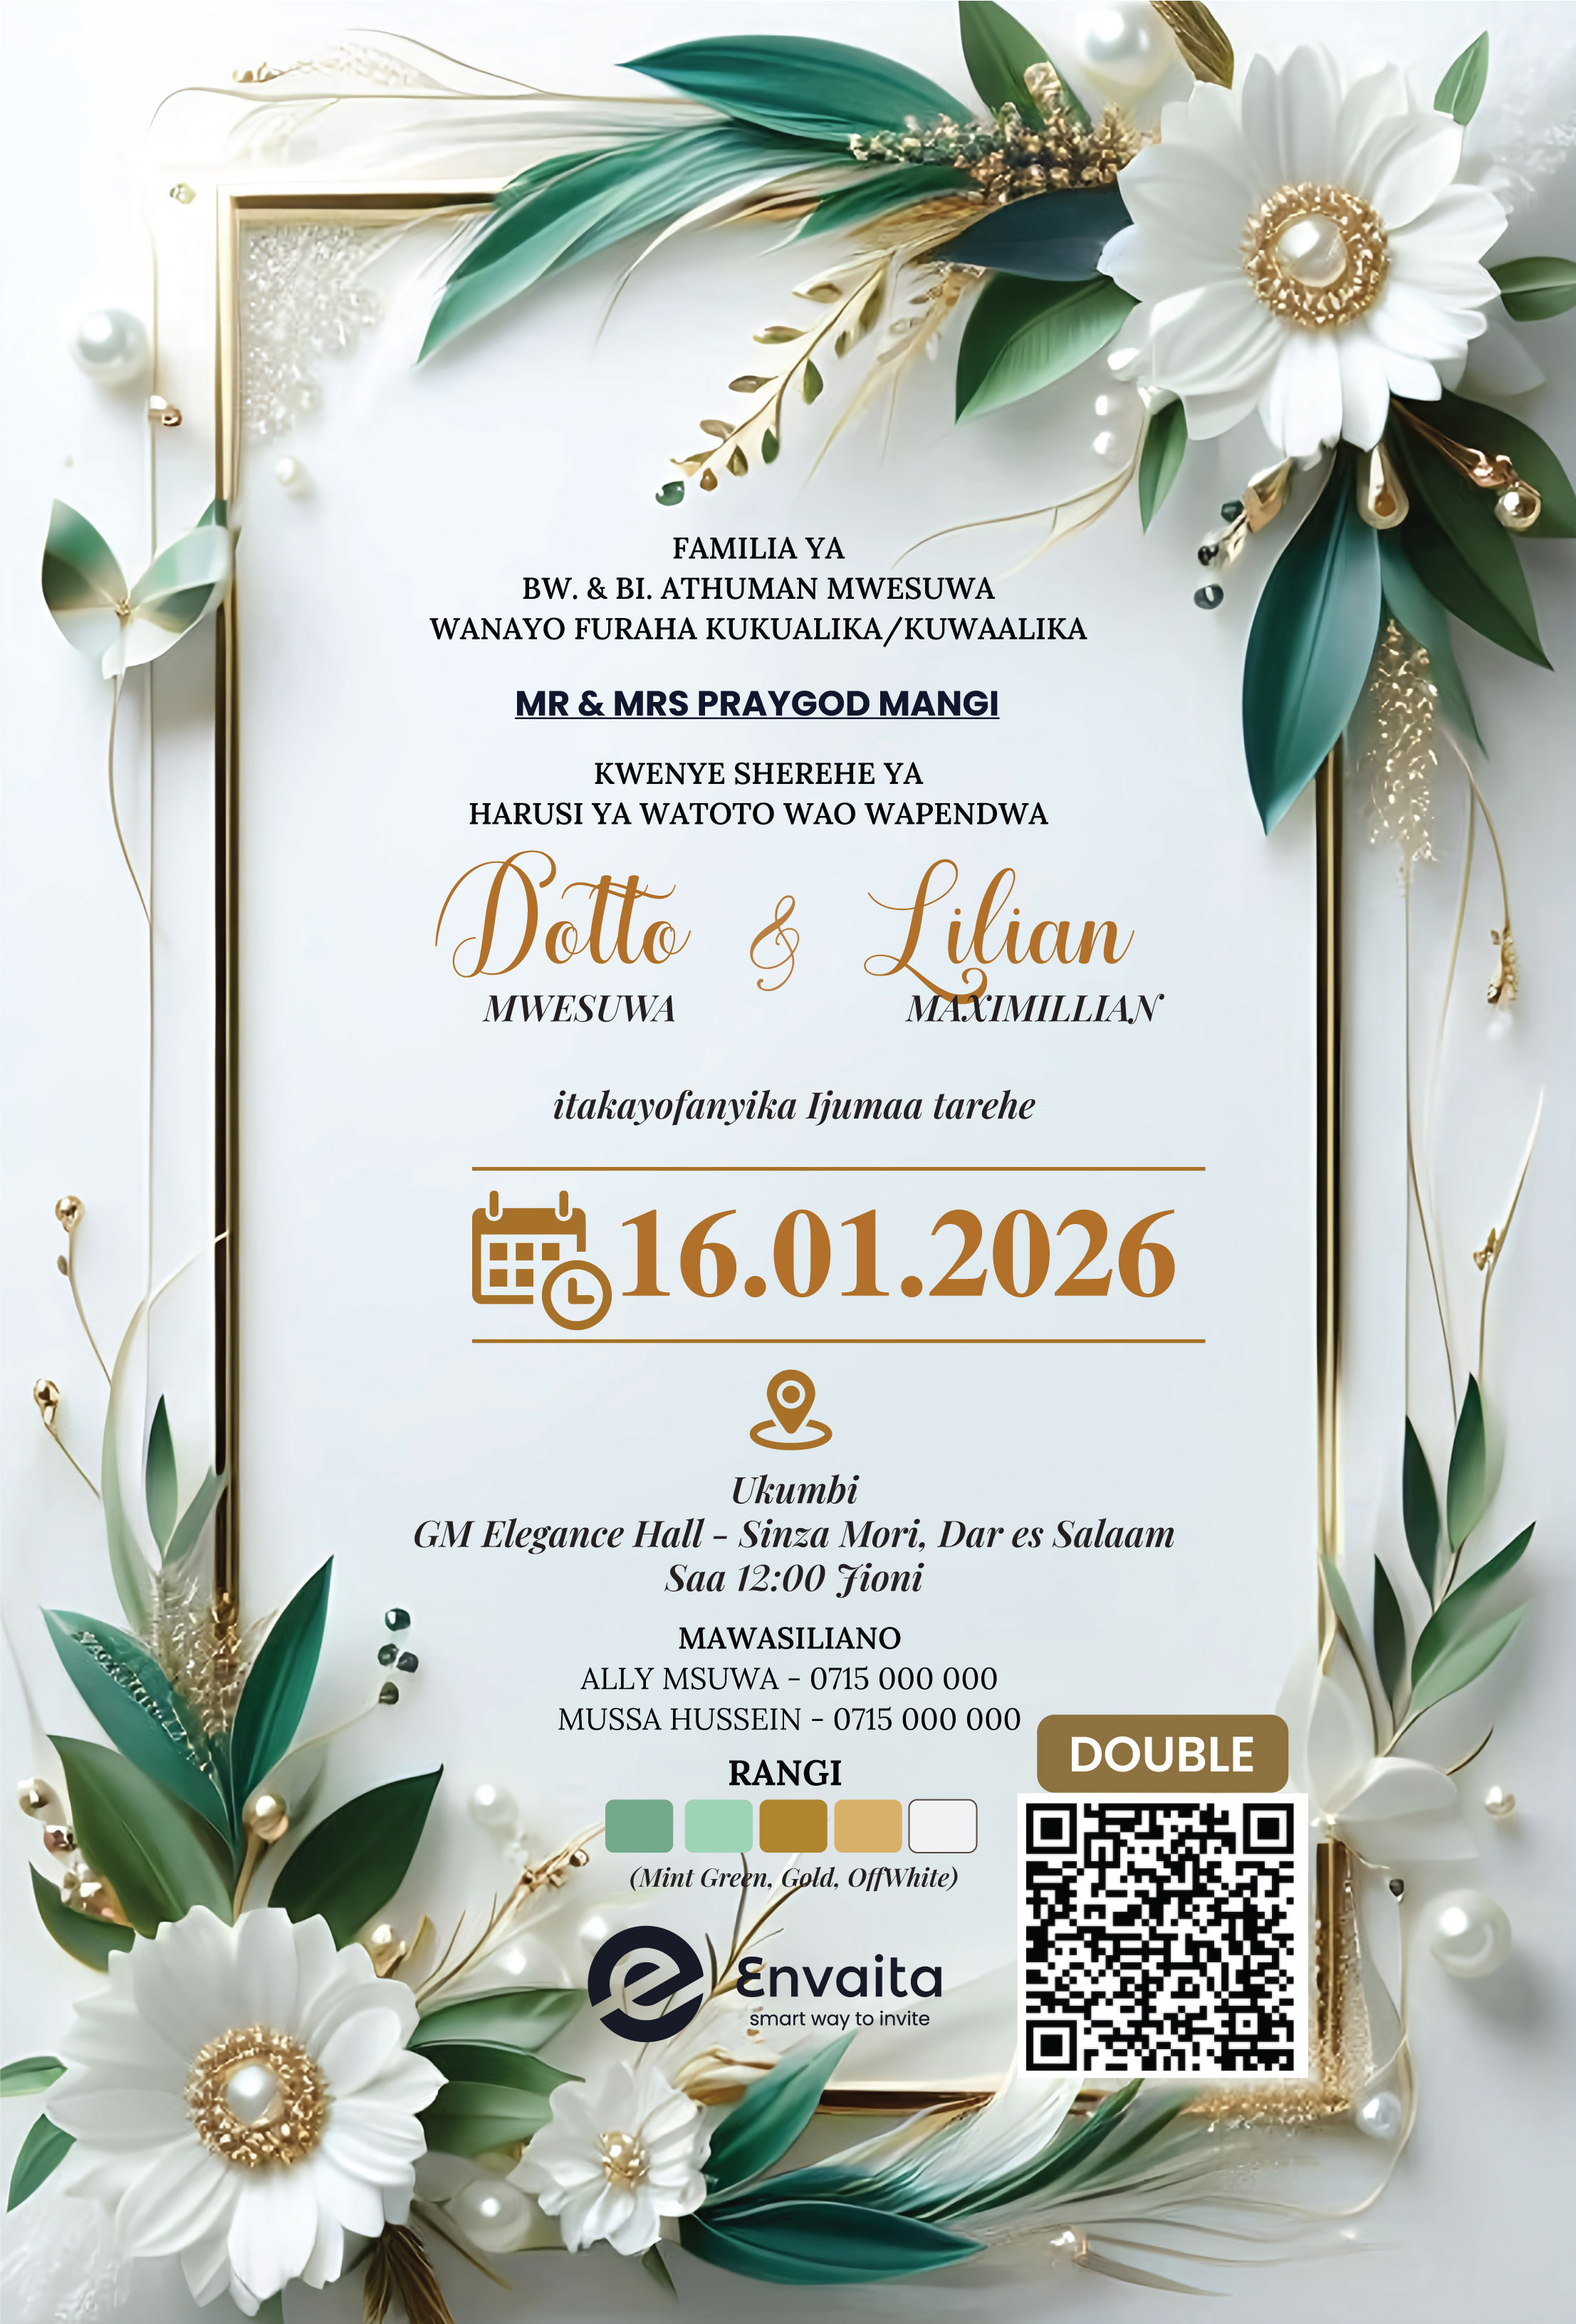 FAMILIA YA
BW. & BI. ATHUMAN MWESUWA
WANAYO FURAHA KUKUALIKA/KUWAALIKA
MR & MRS PRAYGOD MANGI
KWENYE SHEREHE YA
HARUSI YA WATOTO WAO WAPENDWA
Dotto & Lilian
MWESUWA MAXIMILLIAN
itakayofanyika Ijumaa tarehe
16.01.2026
Ukumbi
GM Elegance Hall - Sinza Mori, Dar es Salaam
Saa 12:00 Jioni
MAWASILIANO
ALLY MSUWA - 0715 000 000
MUSSA HUSSEIN - 0715 000 000
RANGI
(Mint Green, Gold, OffWhite)
DOUBLE
Envaita
smart way to invite